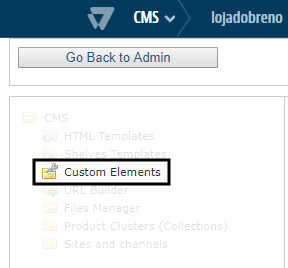 CMS > lojadobreno
Go Back to Admin
CMS
HTML Templates
Shelves Templates
Custom Elements
URL Builder
Files Manager
Product Clusters (Collections)
Sites and channels